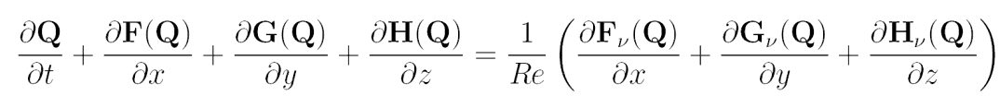 ∂𝐐/∂t + ∂𝐅(𝐐)/∂x + ∂𝐆(𝐐)/∂y + ∂𝐇(𝐐)/∂z = 1/Re ( ∂𝐅_ν(𝐐)/∂x + ∂𝐆_ν(𝐐)/∂y + ∂𝐇_ν(𝐐)/∂z )